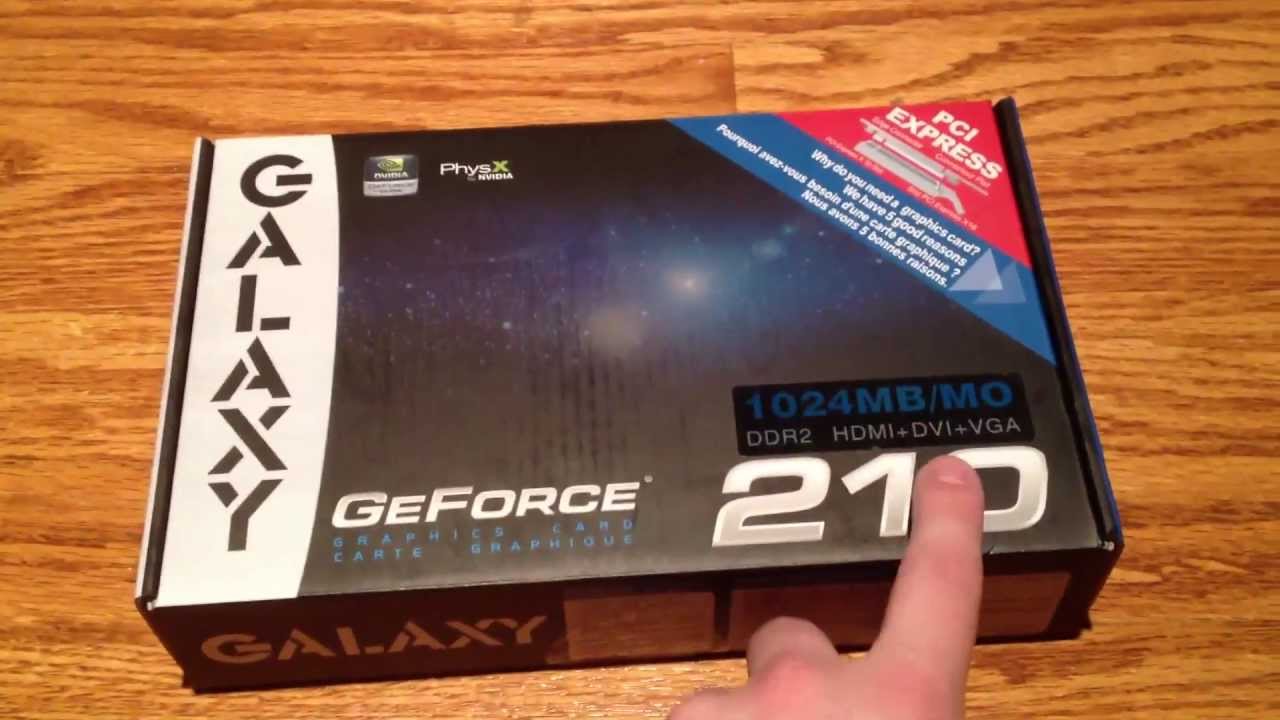 GALAXY
NVIDIA
PhysX
by NVIDIA
PCI
EXPRESS
Why do you need a graphics card?
We have 5 good reasons
Pourquoi avez-vous besoin d'une carte graphique ?
Nous avons 5 bonnes raisons.
1024MB/MO
DDR2 HDMI+DVI+VGA
GEFORCE
210
GRAPHICS CARD
CARTE GRAPHIQUE
GALAXY